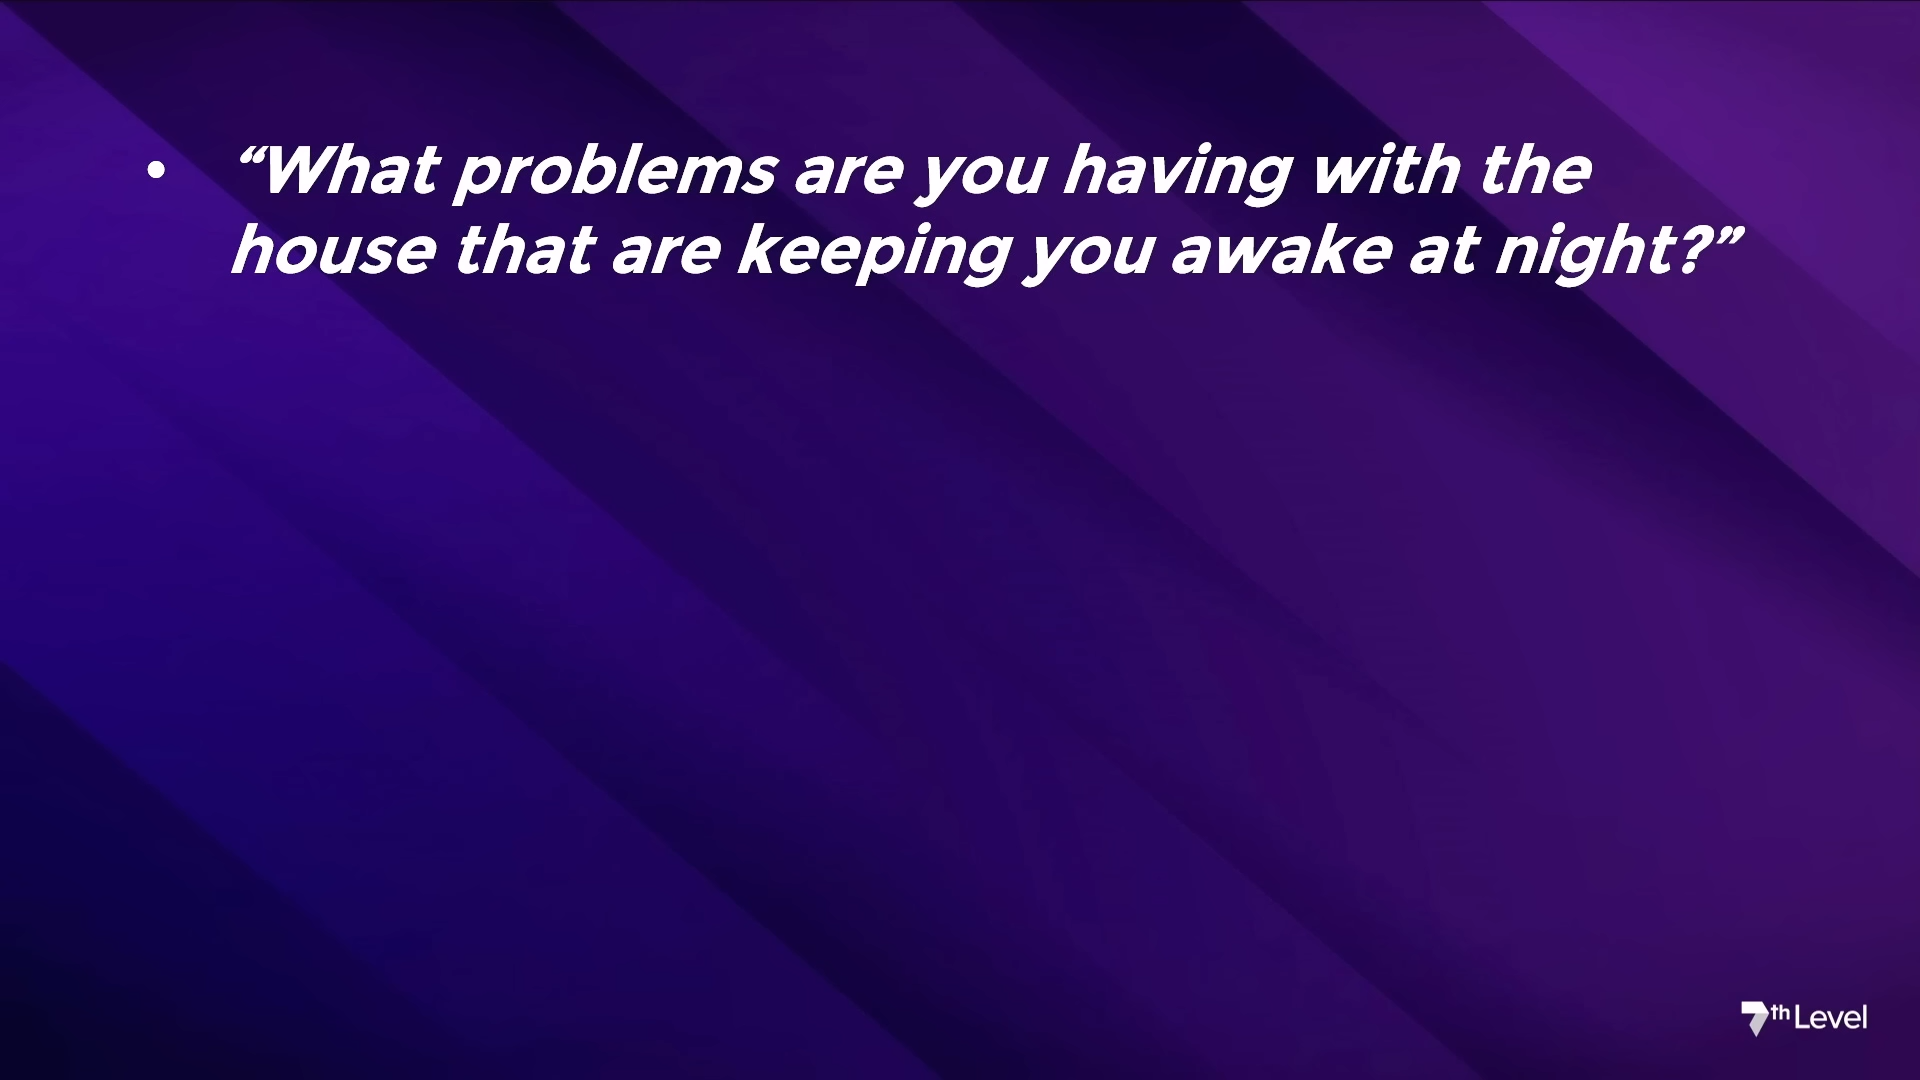 • “What problems are you having with the
house that are keeping you awake at night?”
7th Level